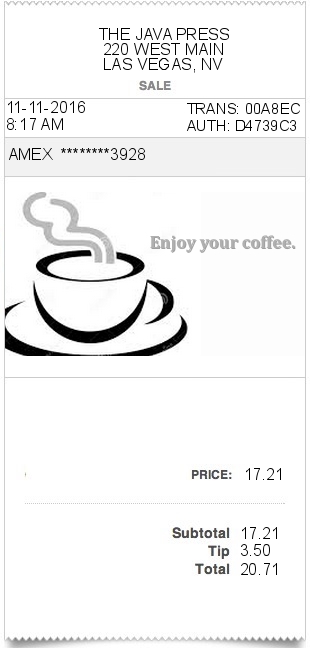 THE JAVA PRESS
220 WEST MAIN
LAS VEGAS, NV
SALE
11-11-2016 TRANS: 00A8EC
8:17 AM AUTH: D4739C3
AMEX ********3928
Enjoy your coffee.
PRICE: 17.21
Subtotal 17.21
Tip 3.50
Total 20.71